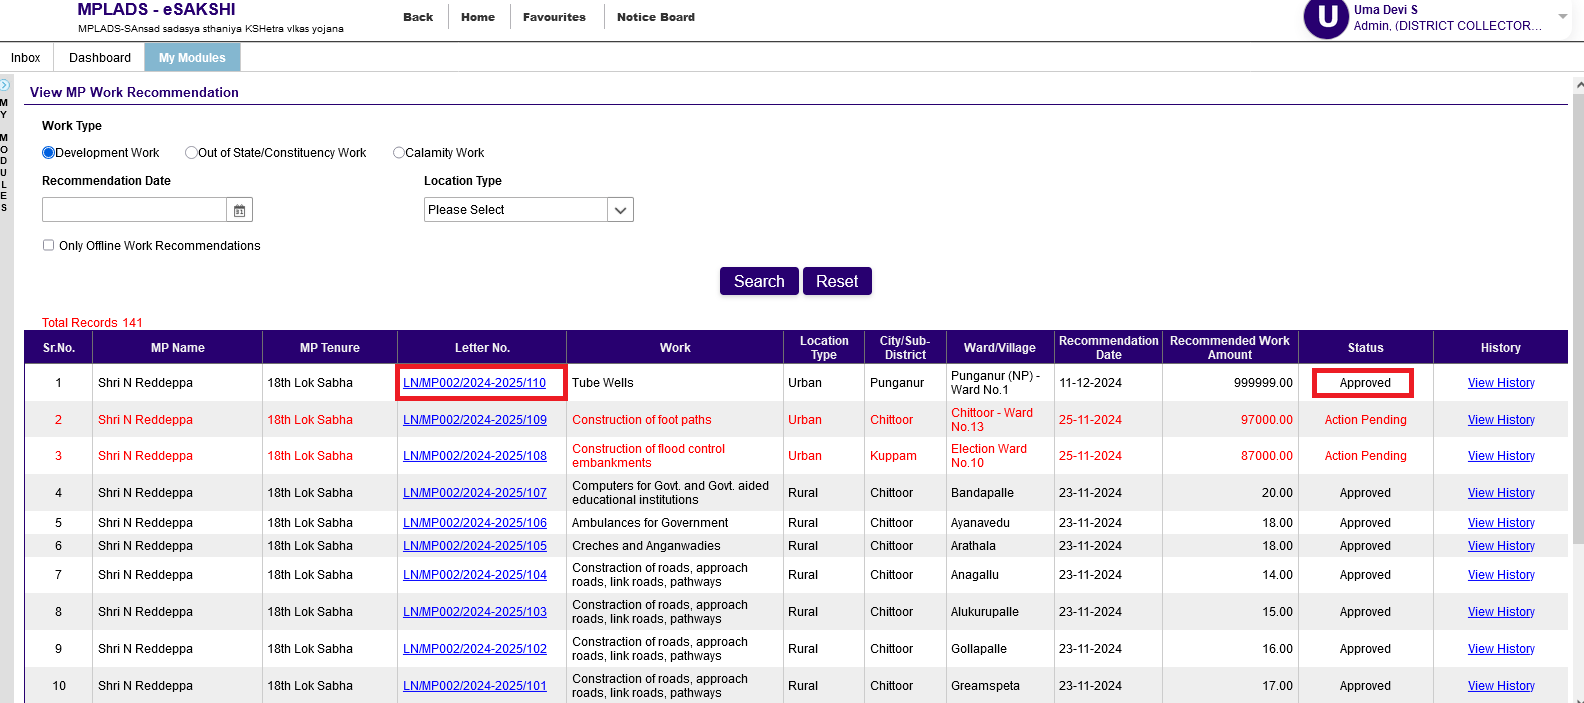 MPLADS - eSAKSHI
MPLADS-SAnsad sadasya sthaniya KSHetra vIkas yojana
Back Home Favourites Notice Board
U
Uma Devi S
Admin, (DISTRICT COLLECTOR...
Inbox Dashboard My Modules
MY MODULES
View MP Work Recommendation
Work Type
Development Work Out of State/Constituency Work Calamity Work
Recommendation Date Location Type
Please Select
Only Offline Work Recommendations
Search Reset
Total Records 141
Sr.No. MP Name MP Tenure Letter No. Work Location Type City/Sub-District Ward/Village Recommendation Date Recommended Work Amount Status History
1 Shri N Reddeppa 18th Lok Sabha LN/MP002/2024-2025/110 Tube Wells Urban Punganur Punganur (NP) - Ward No.1 11-12-2024 999999.00 Approved View History
2 Shri N Reddeppa 18th Lok Sabha LN/MP002/2024-2025/109 Construction of foot paths Urban Chittoor Chittoor - Ward No.13 25-11-2024 97000.00 Action Pending View History
3 Shri N Reddeppa 18th Lok Sabha LN/MP002/2024-2025/108 Construction of flood control embankments Urban Kuppam Election Ward No.10 25-11-2024 87000.00 Action Pending View History
4 Shri N Reddeppa 18th Lok Sabha LN/MP002/2024-2025/107 Computers for Govt. and Govt. aided educational institutions Rural Chittoor Bandapalle 23-11-2024 20.00 Approved View History
5 Shri N Reddeppa 18th Lok Sabha LN/MP002/2024-2025/106 Ambulances for Government Rural Chittoor Ayanavedu 23-11-2024 18.00 Approved View History
6 Shri N Reddeppa 18th Lok Sabha LN/MP002/2024-2025/105 Creches and Anganwadies Rural Chittoor Arathala 23-11-2024 18.00 Approved View History
7 Shri N Reddeppa 18th Lok Sabha LN/MP002/2024-2025/104 Constraction of roads, approach roads, link roads, pathways Rural Chittoor Anagallu 23-11-2024 14.00 Approved View History
8 Shri N Reddeppa 18th Lok Sabha LN/MP002/2024-2025/103 Constraction of roads, approach roads, link roads, pathways Rural Chittoor Alukurupalle 23-11-2024 15.00 Approved View History
9 Shri N Reddeppa 18th Lok Sabha LN/MP002/2024-2025/102 Constraction of roads, approach roads, link roads, pathways Rural Chittoor Gollapalle 23-11-2024 16.00 Approved View History
10 Shri N Reddeppa 18th Lok Sabha LN/MP002/2024-2025/101 Constraction of roads, approach roads, link roads, pathways Rural Chittoor Greamspeta 23-11-2024 17.00 Approved View History